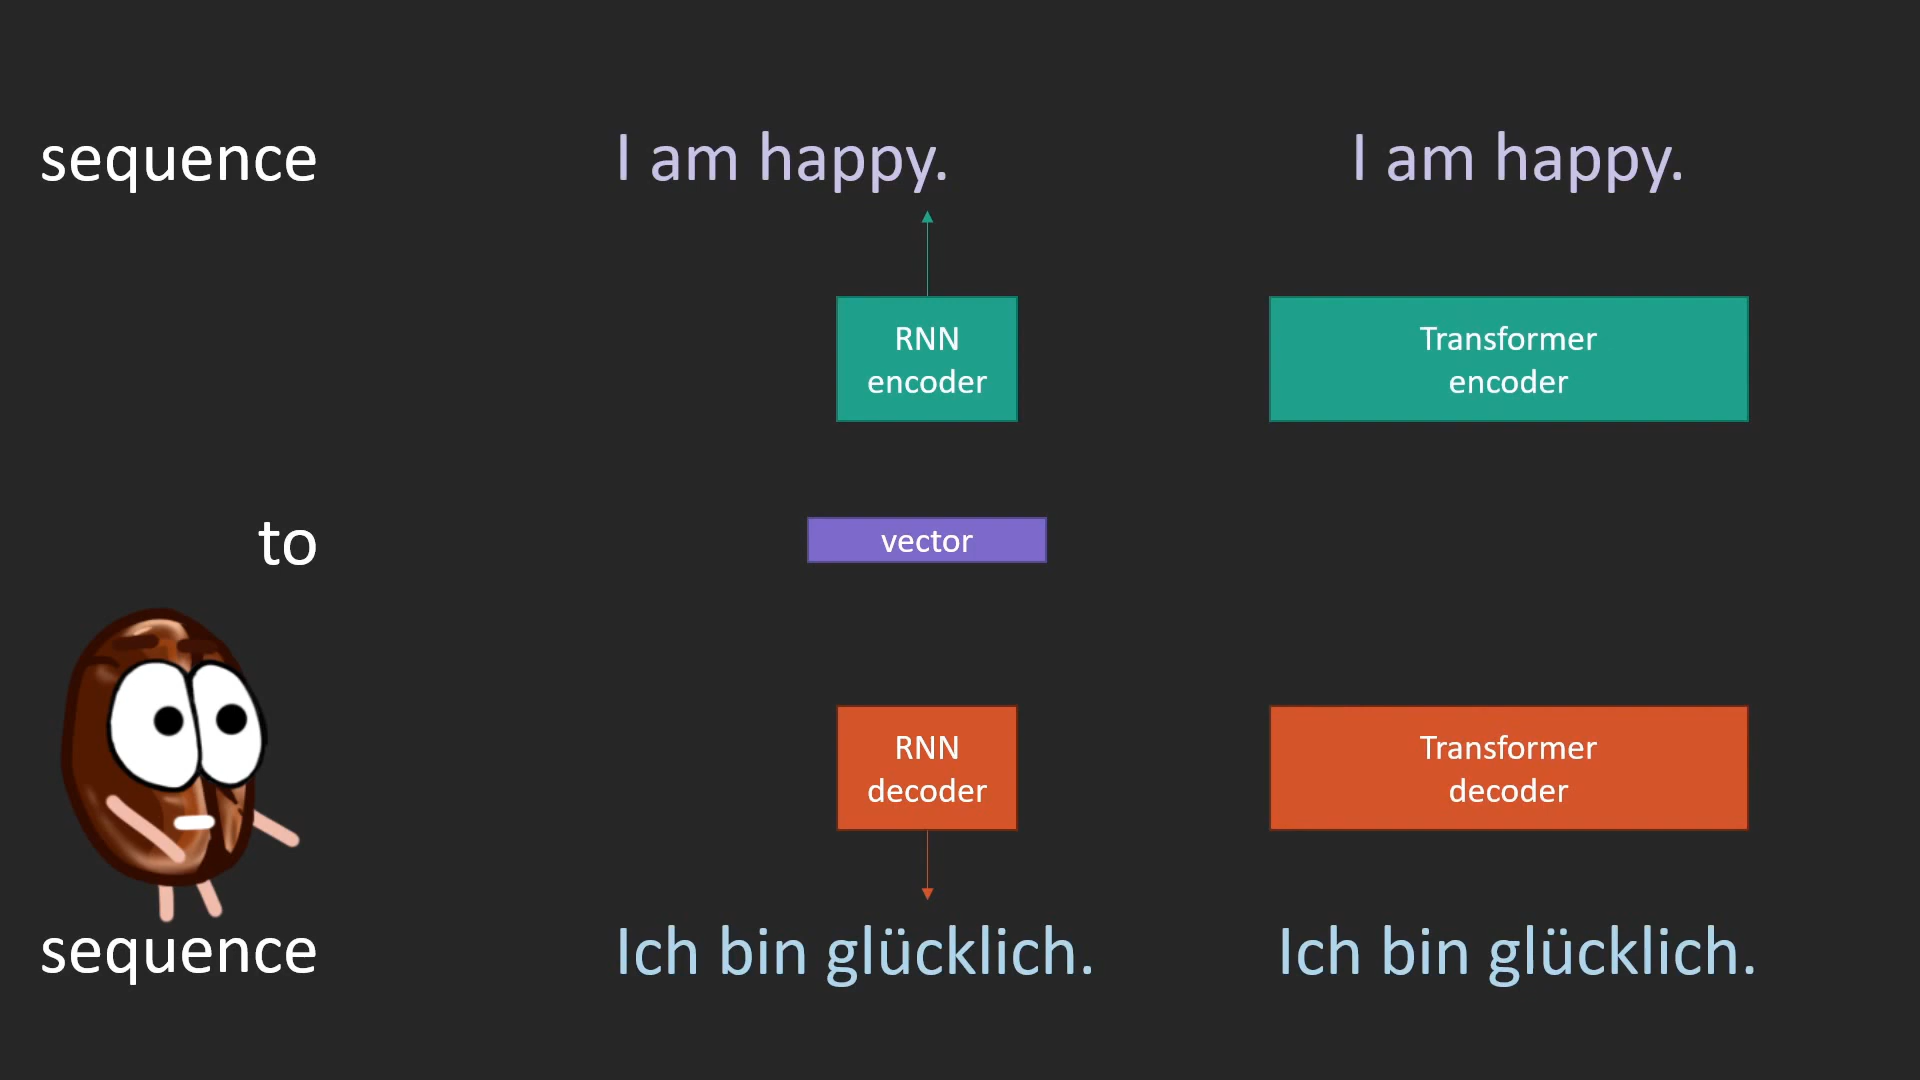 sequence
I am happy.
I am happy.
RNN
encoder
Transformer
encoder
to
vector
RNN
decoder
Transformer
decoder
sequence
Ich bin glücklich.
Ich bin glücklich.